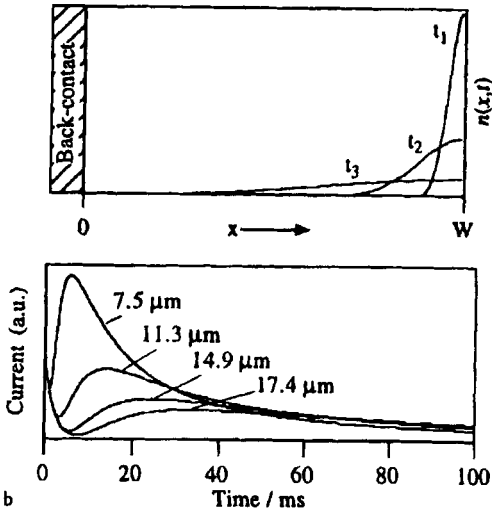 Back-contact
t1
t2
t3
n(x,t)
0
x
W
Current (a.u.)
7.5 μm
11.3 μm
14.9 μm
17.4 μm
0 20 40 60 80 100
b
Time / ms